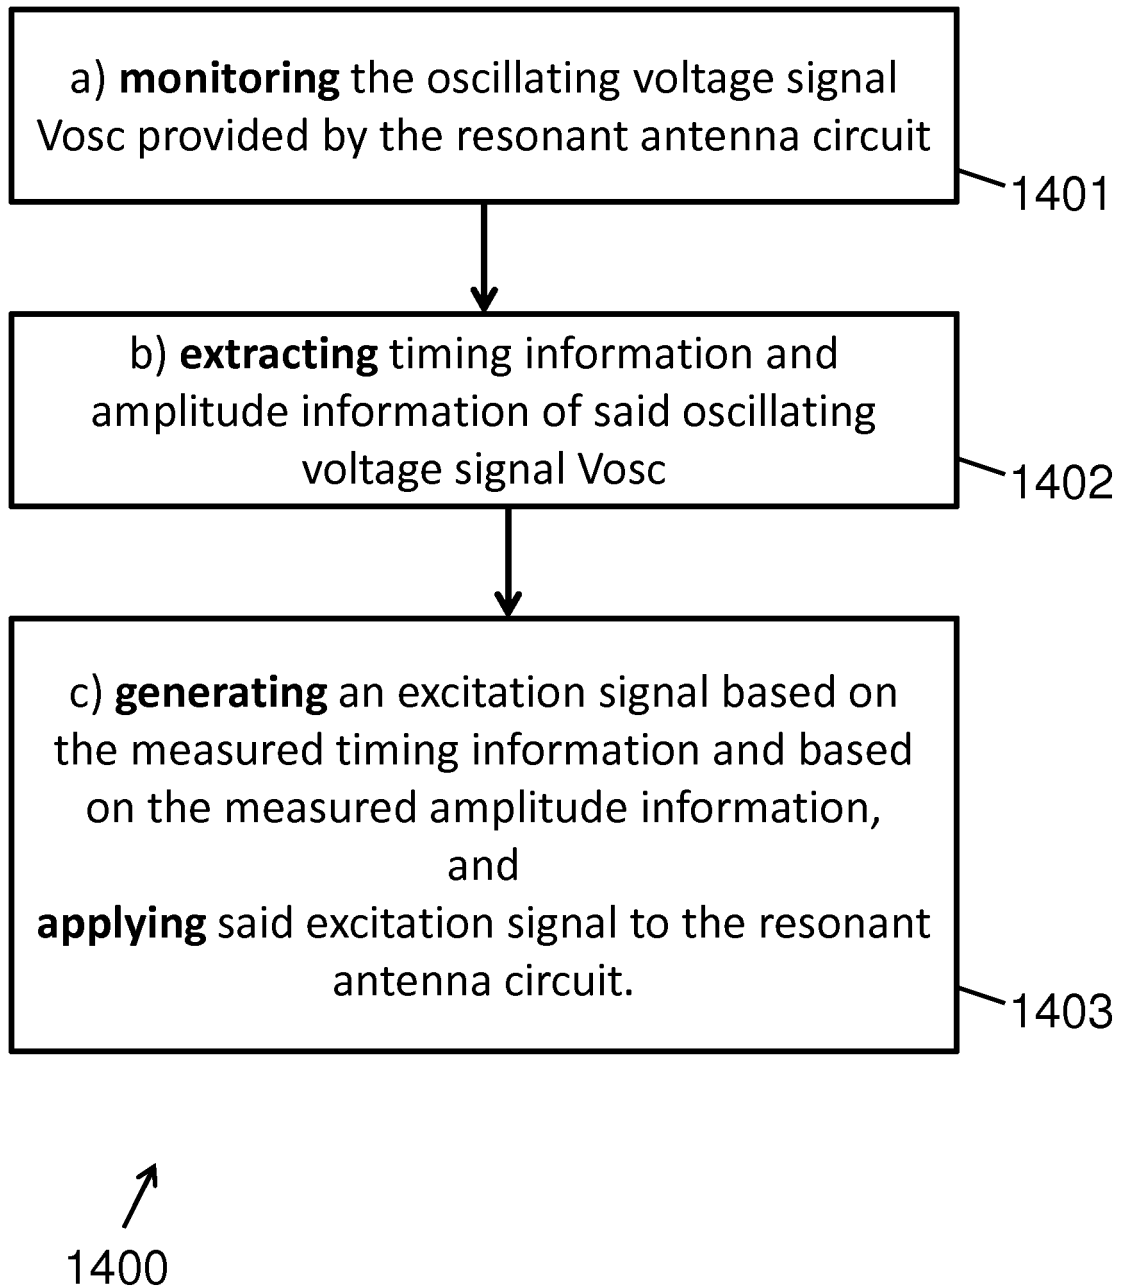 a) monitoring the oscillating voltage signal
Vosc provided by the resonant antenna circuit
1401
b) extracting timing information and
amplitude information of said oscillating
voltage signal Vosc
1402
c) generating an excitation signal based on
the measured timing information and based
on the measured amplitude information,
and
applying said excitation signal to the resonant
antenna circuit.
1403
1400